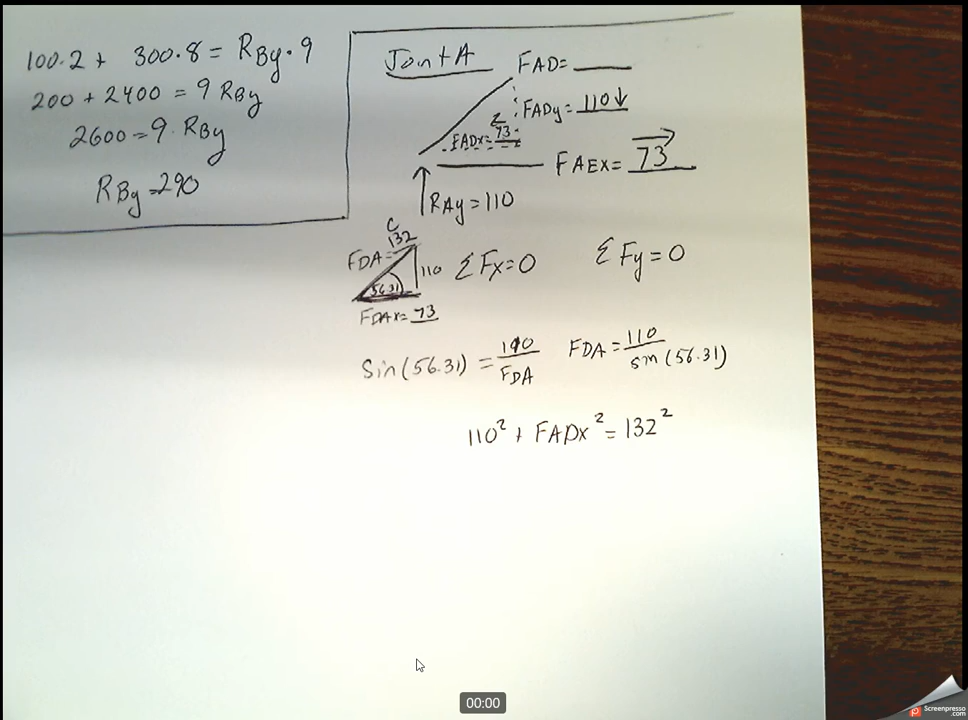 100.2 + 300.8 = RBy.9
200 + 2400 = 9 RBy
2600 = 9. RBy
RBy = 290
Jont A
FAD = ___
FADy = 110↓
FADx = 73
FAEX = 73
RAy = 110
C
132
FDA =
110
56.31
FDAx = 73
ΣFx = 0
ΣFy = 0
Sin(56.31) = 110/FDA
FDA = 110/sin(56.31)
110² + FADx² = 132²
00:00
Screenpresso
.com